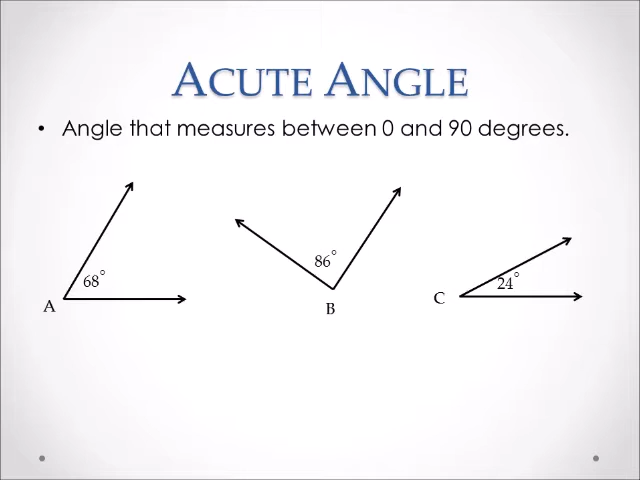 ACUTE ANGLE
• Angle that measures between 0 and 90 degrees.
68°
A
86°
B
24°
C